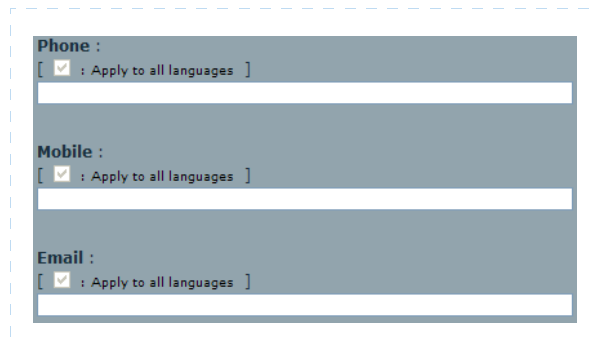 Phone :
[ : Apply to all languages ]
Mobile :
[ : Apply to all languages ]
Email :
[ : Apply to all languages ]